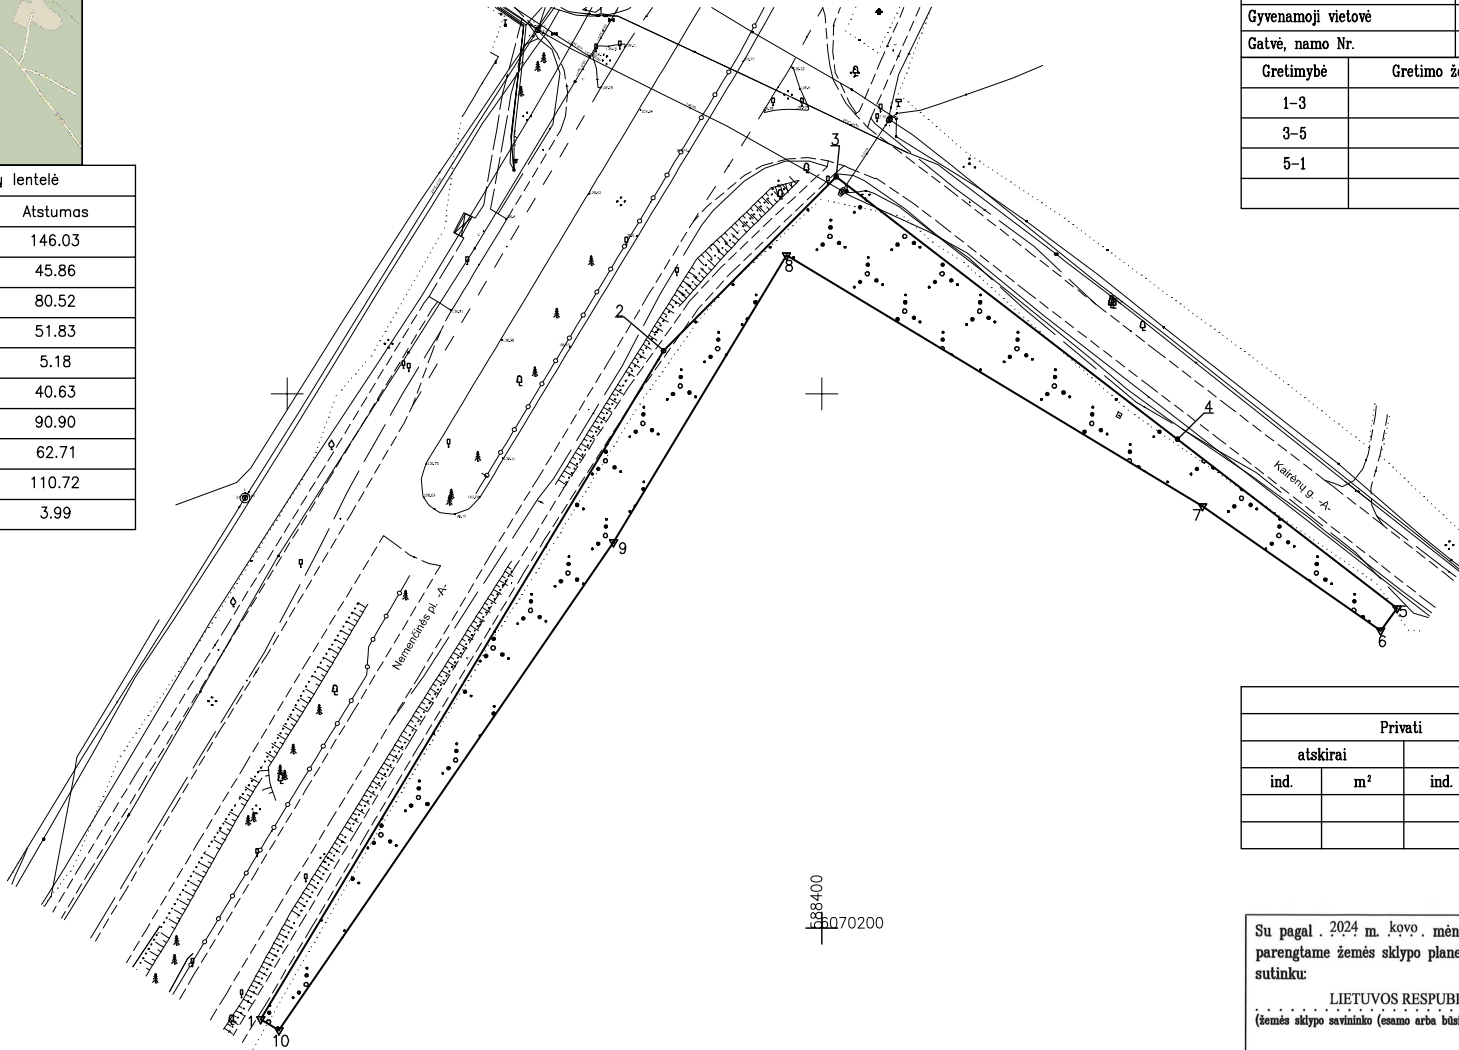 lentelė
Atstumas
146.03
45.86
80.52
51.83
5.18
40.63
90.90
62.71
110.72
3.99
Gyvenamoji vietovė
Gatvė, namo Nr.
Gretimybė Gretimo
1-3
3-5
5-1
3
8
2
4
Kairėnų g. -A-
7
9
5
6
Nemenčinės pl. -A-
1
10
588400
6070200
Privati
atskirai
ind. m² ind.
Su pagal . 2024 m. kovo . mėn
parengtame žemės sklypo plane
sutinku:
LIETUVOS RESPUBI
(žemės sklypo savininko (esamo arba